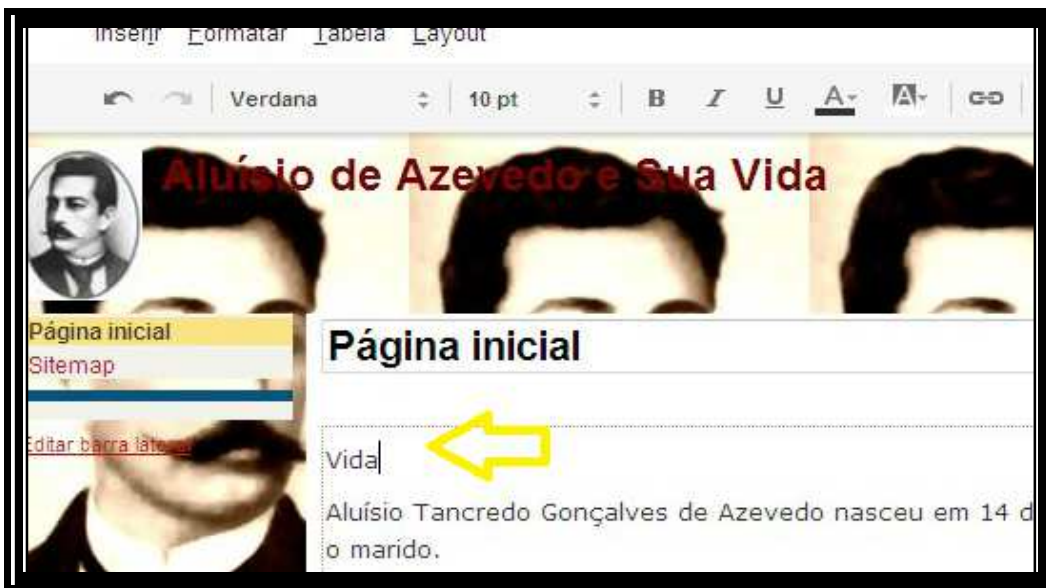 Inserir Formatar Tabela Layout
Verdana 10 pt B I U A A
Aluísio de Azevedo e Sua Vida
Página inicial
Sitemap
Editar barra lateral
Página inicial
Vida
Aluísio Tancredo Gonçalves de Azevedo nasceu em 14 d
o marido.